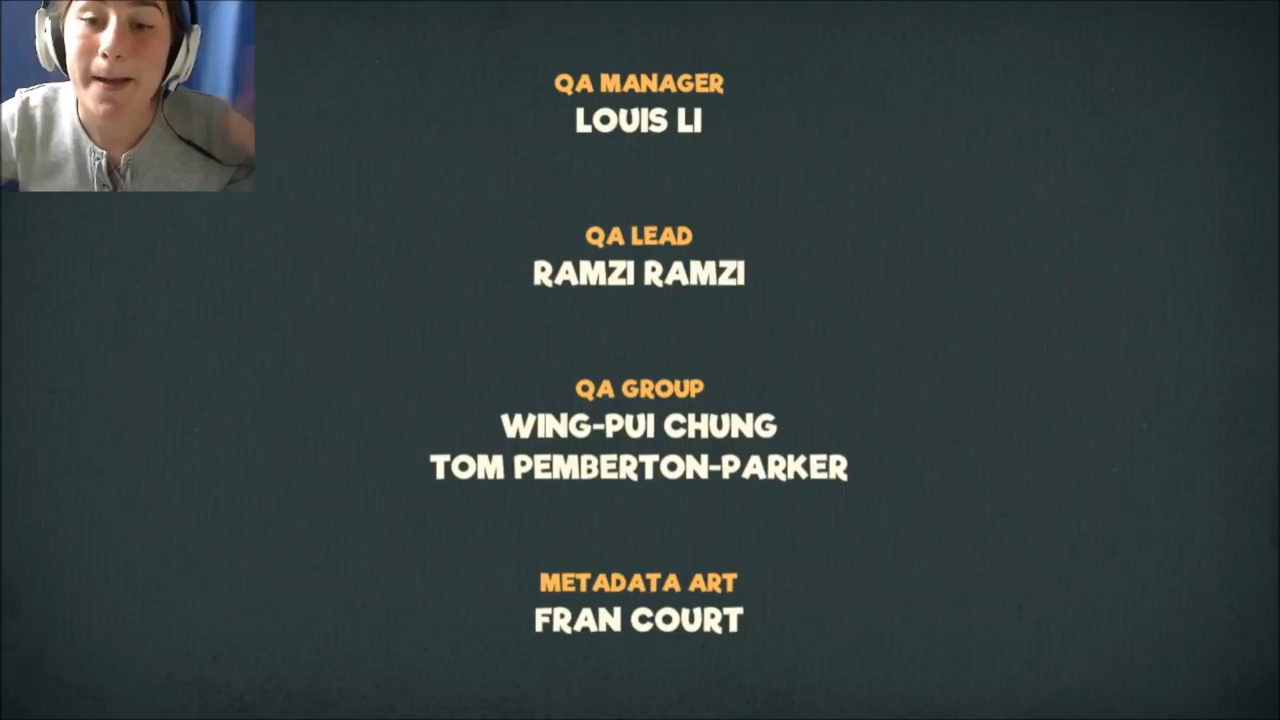 QA MANAGER
LOUIS LI
QA LEAD
RAMZI RAMZI
QA GROUP
WING-PUI CHUNG
TOM PEMBERTON-PARKER
METADATA ART
FRAN COURT